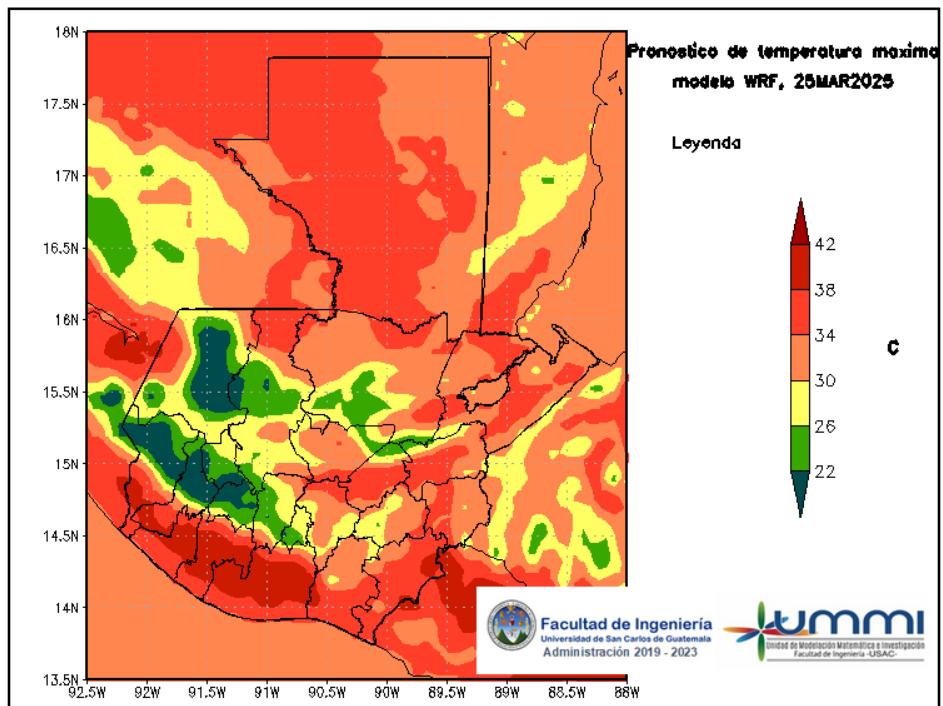 Pronostico de temperatura maxima
modelo WRF, 25MAR2025
Leyenda
42
38
34
30
26
22
C
18N
17.5N
17N
16.5N
16N
15.5N
15N
14.5N
14N
13.5N
92.5W
92W
91.5W
91W
90.5W
90W
89.5W
89W
88.5W
88W
Facultad de Ingeniería
Universidad de San Carlos de Guatemala
Administración 2019 - 2023
UMMI
Unidad de Modelación Matemática e Investigación
Facultad de Ingeniería -USAC-